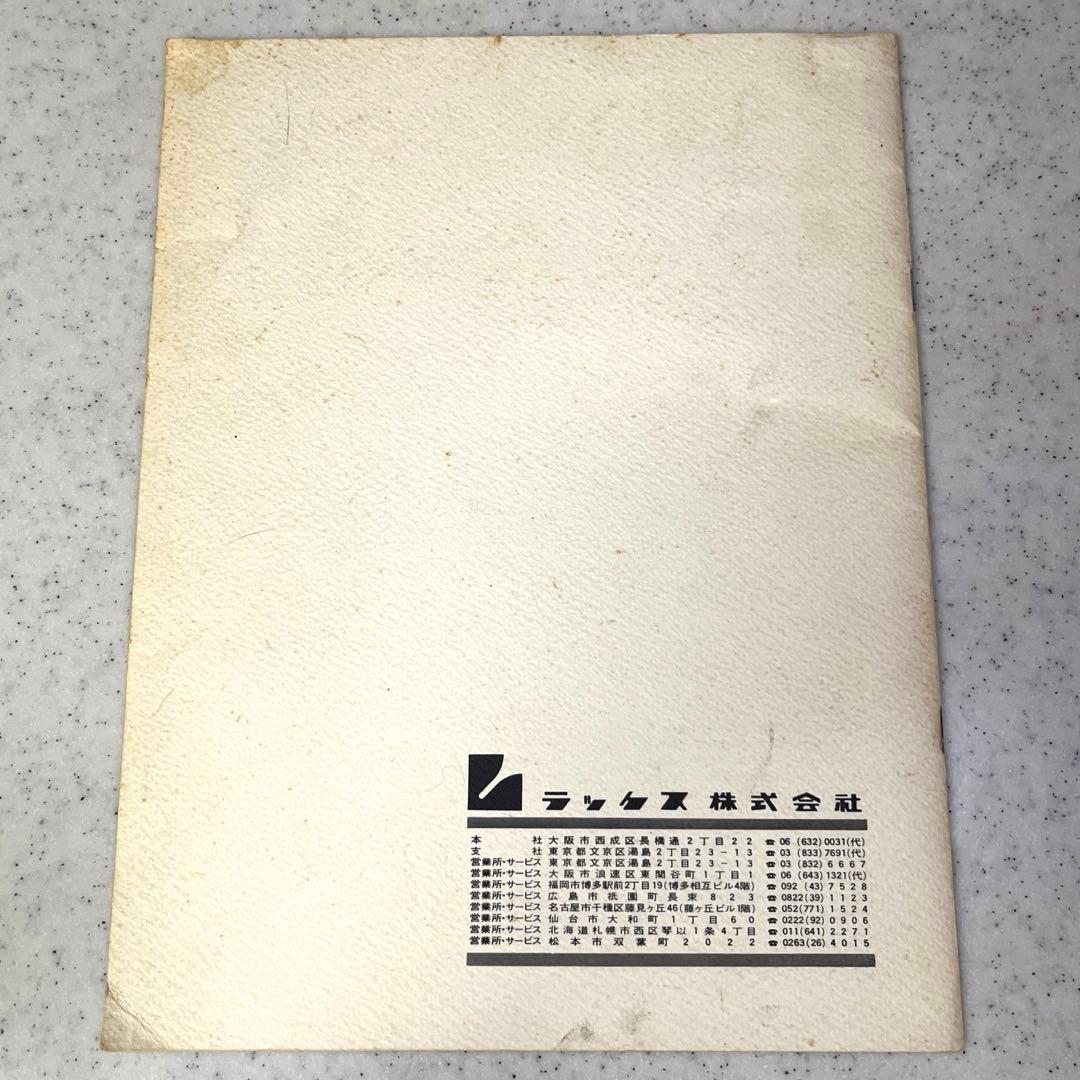 ラックス株式会社
本社 大阪市西成区長橋通2丁目22 ☎ 06 (632) 0031(代)
支社 東京都文京区湯島2丁目23-13 ☎ 03 (833) 7691(代)
営業所・サービス 東京都文京区湯島2丁目23-13 ☎ 03 (832) 6667
営業所・サービス 大阪市浪速区東関谷町1丁目1 ☎ 06 (643) 1321(代)
営業所・サービス 福岡市博多駅前2丁目19(博多相互ビル4階) ☎ 092 (43) 7528
営業所・サービス 広島市祇園町長束823 ☎ 0822(39) 1123
営業所・サービス 名古屋市千種区藤見ヶ丘46(藤ヶ丘ビル1階) ☎ 052(771) 1524
営業所・サービス 仙台市大和町1丁目60 ☎ 0222(92) 0906
営業所・サービス 北海道札幌市西区琴以1条4丁目 ☎ 011(641) 2271
営業所・サービス 松本市双葉町2022 ☎ 0263(26) 4015